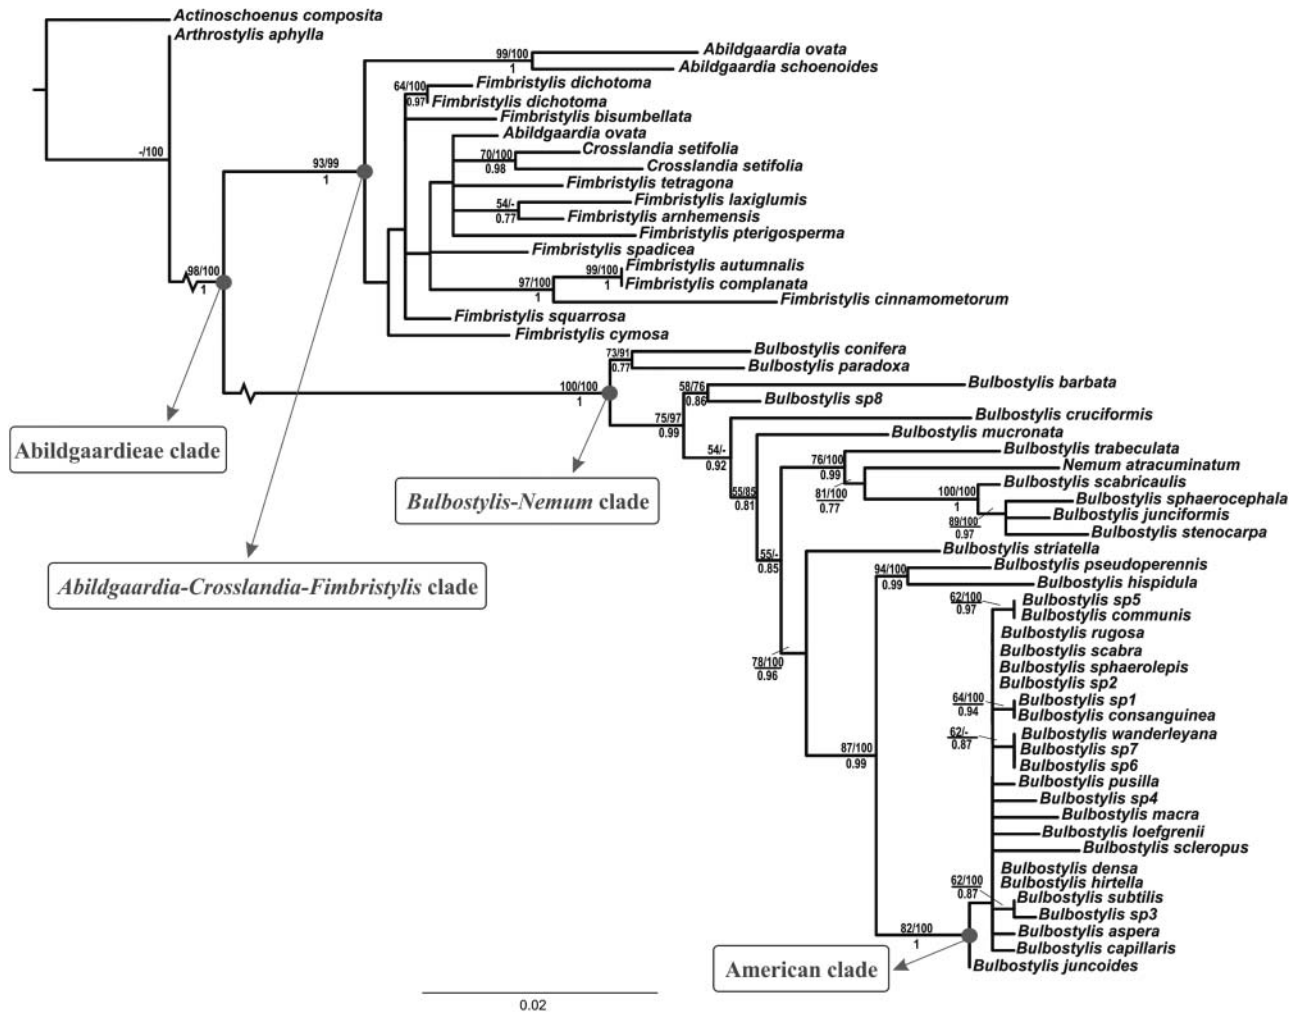 Actinoschoenus composita
Arthrostylis aphylla
99/100
1
Abildgaardia ovata
Abildgaardia schoenoides
64/100
0.97
Fimbristylis dichotoma
Fimbristylis dichotoma
Fimbristylis bisumbellata
Abildgaardia ovata
70/100
0.98
Crosslandia setifolia
Crosslandia setifolia
-/100
93/99
1
Fimbristylis tetragona
54/-
0.77
Fimbristylis laxiglumis
Fimbristylis arnhemensis
Fimbristylis pterigosperma
Fimbristylis spadicea
98/100
1
97/100
1
99/100
1
Fimbristylis autumnalis
Fimbristylis complanata
Fimbristylis cinnamometorum
Fimbristylis squarrosa
Fimbristylis cymosa
73/91
0.77
Bulbostylis conifera
Bulbostylis paradoxa
100/100
1
58/76
0.86
Bulbostylis barbata
Bulbostylis sp8
75/97
0.99
Bulbostylis cruciformis
Bulbostylis mucronata
Abildgaardieae clade
54/-
0.92
76/100
0.99
Bulbostylis trabeculata
Nemum atracuminatum
Bulbostylis-Nemum clade
55/85
0.81
81/100
0.77
100/100
1
Bulbostylis scabricaulis
Bulbostylis sphaerocephala
Bulbostylis junciformis
89/100
0.97
Bulbostylis stenocarpa
Abildgaardia-Crosslandia-Fimbristylis clade
55/-
0.85
Bulbostylis striatella
94/100
0.99
Bulbostylis pseudoperennis
Bulbostylis hispidula
62/100
0.97
Bulbostylis sp5
Bulbostylis communis
Bulbostylis rugosa
Bulbostylis scabra
78/100
0.96
Bulbostylis sphaerolepis
Bulbostylis sp2
64/100
0.94
Bulbostylis sp1
Bulbostylis consanguinea
62/-
0.87
Bulbostylis wanderleyana
Bulbostylis sp7
Bulbostylis sp6
87/100
0.99
Bulbostylis pusilla
Bulbostylis sp4
Bulbostylis macra
Bulbostylis loefgrenii
Bulbostylis scleropus
Bulbostylis densa
Bulbostylis hirtella
62/100
0.87
Bulbostylis subtilis
Bulbostylis sp3
82/100
1
Bulbostylis aspera
Bulbostylis capillaris
Bulbostylis juncoides
American clade
0.02